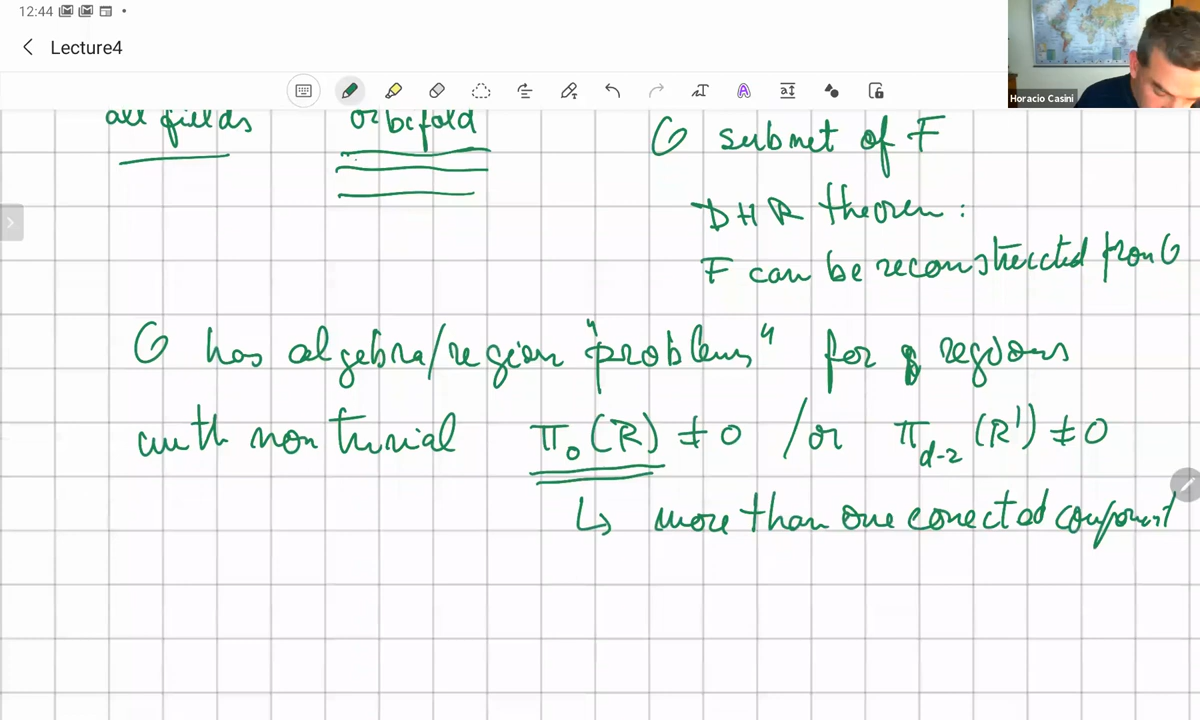 12:44
Lecture4
Horacio Casini
all fields
orbifold
O subnet of F
DHR theorem :
F can be reconstructed from O
O has algebra/region "problems" for regions
with non trivial π₀(R) ≠ 0 /or π_{d-2}(R') ≠ 0
↳ more than one conected component